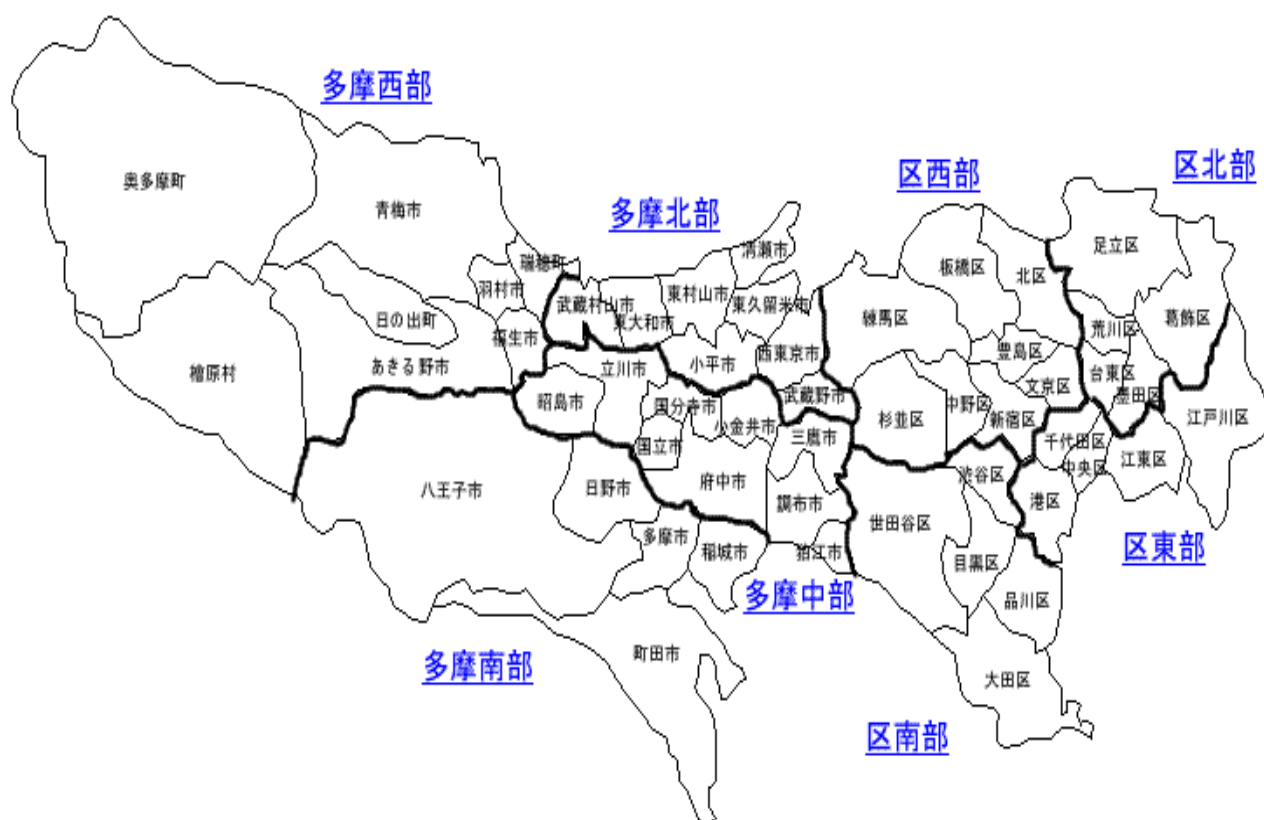 多摩西部
区北部
区西部
奥多摩町
青梅市
多摩北部
清瀬市
足立区
瑞穂町
板橋区
北区
羽村市
武蔵村山市
東大和市
東村山市
東久留米市
練馬区
荒川区
葛飾区
日の出町
福生市
あきる野市
檜原村
立川市
小平市
西東京市
豊島区
台東区
文京区
墨田区
昭島市
国分寺市
武蔵野市
杉並区
中野区
新宿区
江戸川区
小金井市
三鷹市
国立市
千代田区
中央区
江東区
八王子市
日野市
府中市
調布市
渋谷区
港区
世田谷区
多摩市
稲城市
狛江市
目黒区
区東部
多摩中部
品川区
多摩南部
町田市
大田区
区南部